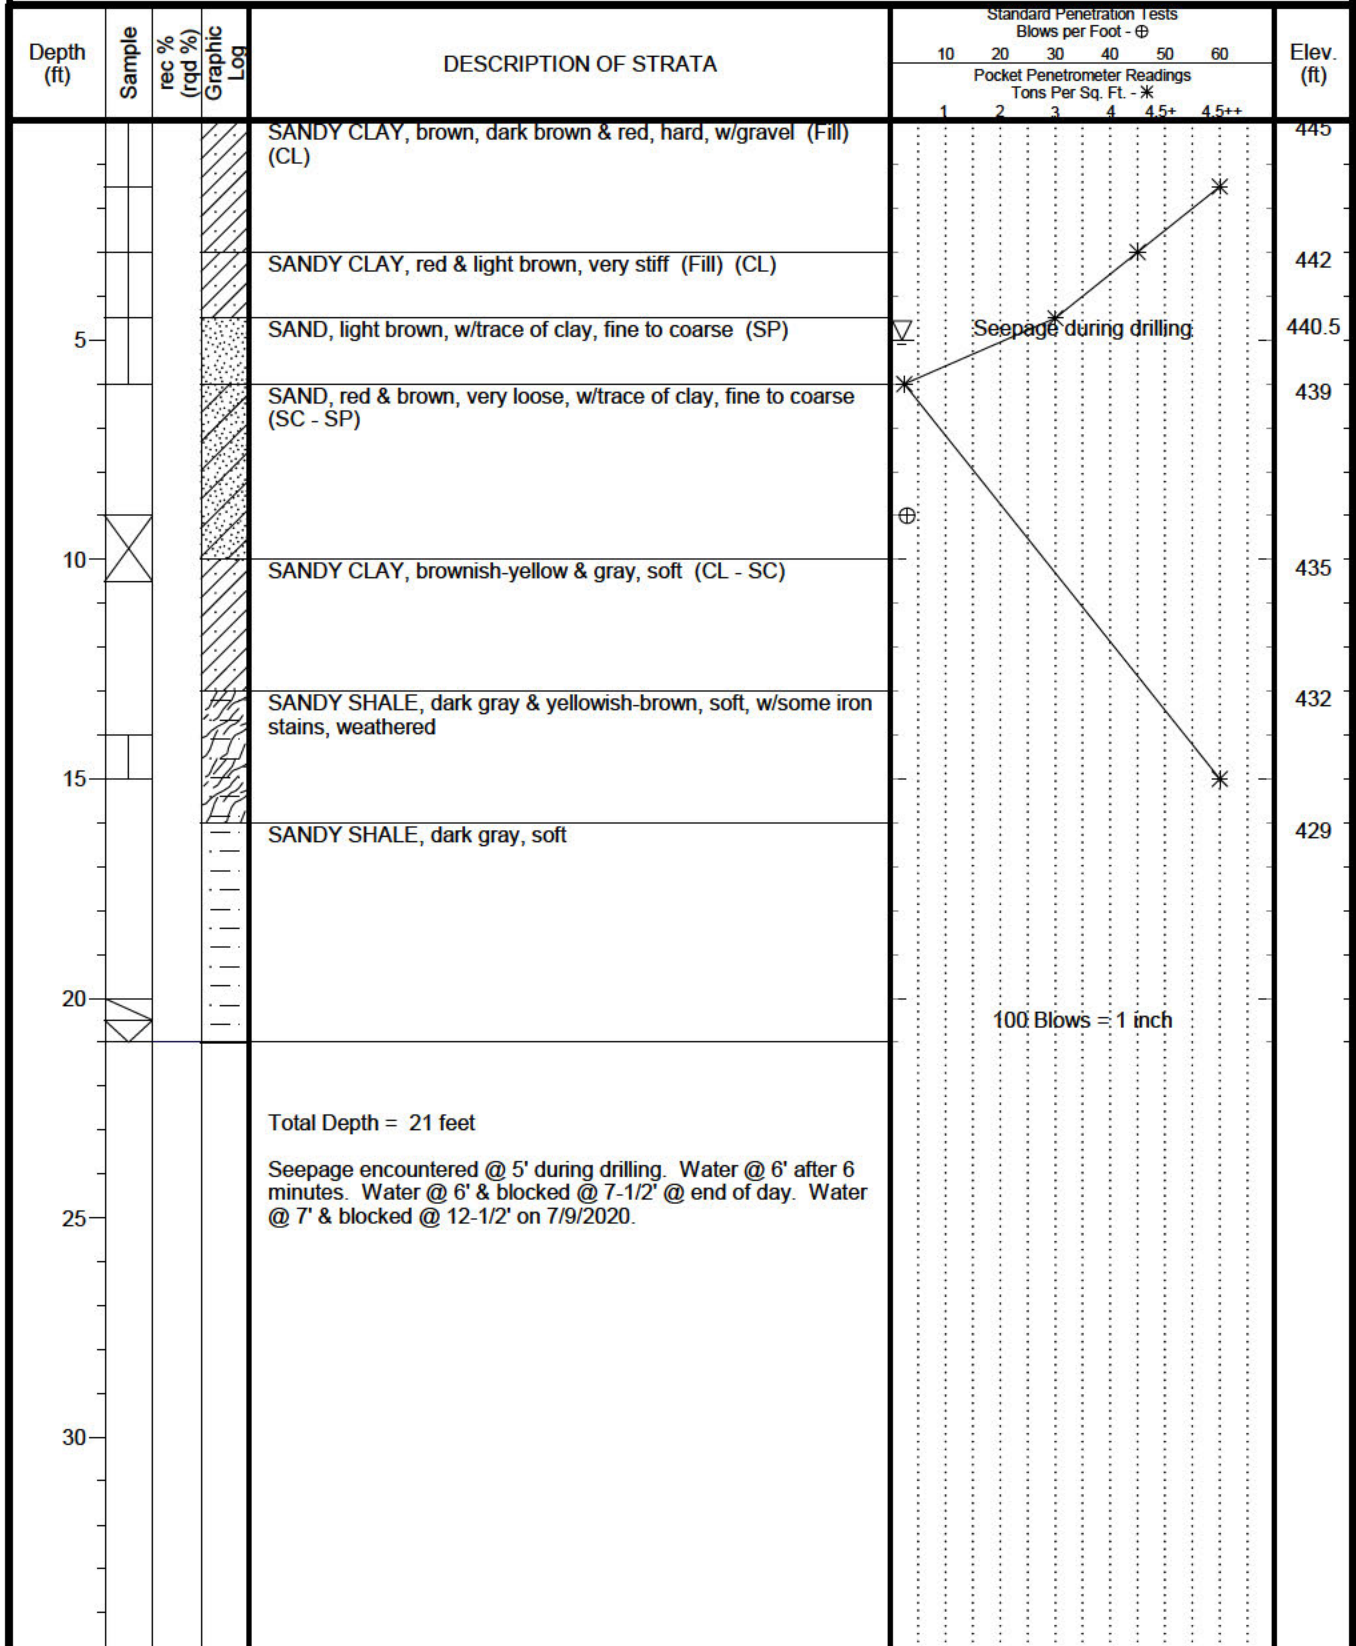 Depth
(ft)
Sample
rec %
(rqd %)
Graphic
Log
DESCRIPTION OF STRATA
Standard Penetration Tests
Blows per Foot - ⊕
10 20 30 40 50 60
Pocket Penetrometer Readings
Tons Per Sq. Ft. - ✳
1 2 3 4 4.5+ 4.5++
Elev.
(ft)
SANDY CLAY, brown, dark brown & red, hard, w/gravel (Fill)
(CL)
445
SANDY CLAY, red & light brown, very stiff (Fill) (CL)
442
5
SAND, light brown, w/trace of clay, fine to coarse (SP)
Seepage during drilling
440.5
SAND, red & brown, very loose, w/trace of clay, fine to coarse
(SC - SP)
439
10
SANDY CLAY, brownish-yellow & gray, soft (CL - SC)
435
SANDY SHALE, dark gray & yellowish-brown, soft, w/some iron
stains, weathered
432
15
SANDY SHALE, dark gray, soft
429
20
100 Blows = 1 inch
Total Depth = 21 feet
Seepage encountered @ 5' during drilling. Water @ 6' after 6
minutes. Water @ 6' & blocked @ 7-1/2' @ end of day. Water
@ 7' & blocked @ 12-1/2' on 7/9/2020.
25
30